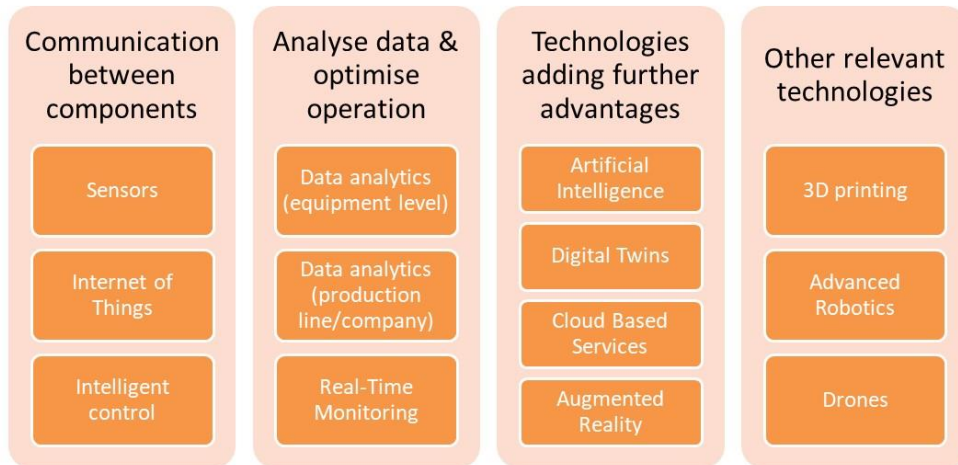 Communication
between
components
Sensors
Internet of
Things
Intelligent
control
Analyse data &
optimise
operation
Data analytics
(equipment level)
Data analytics
(production
line/company)
Real-Time
Monitoring
Technologies
adding further
advantages
Artificial
Intelligence
Digital Twins
Cloud Based
Services
Augmented
Reality
Other relevant
technologies
3D printing
Advanced
Robotics
Drones